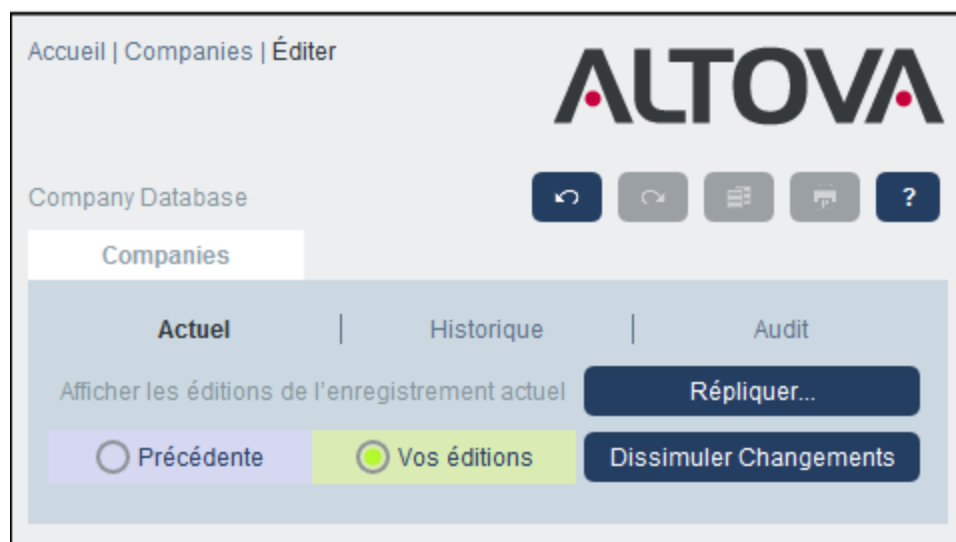 Accueil | Companies | Éditer
ALTOVA
Company Database
?
Companies
Actuel | Historique | Audit
Afficher les éditions de l'enregistrement actuel Répliquer...
Précédente Vos éditions Dissimuler Changements